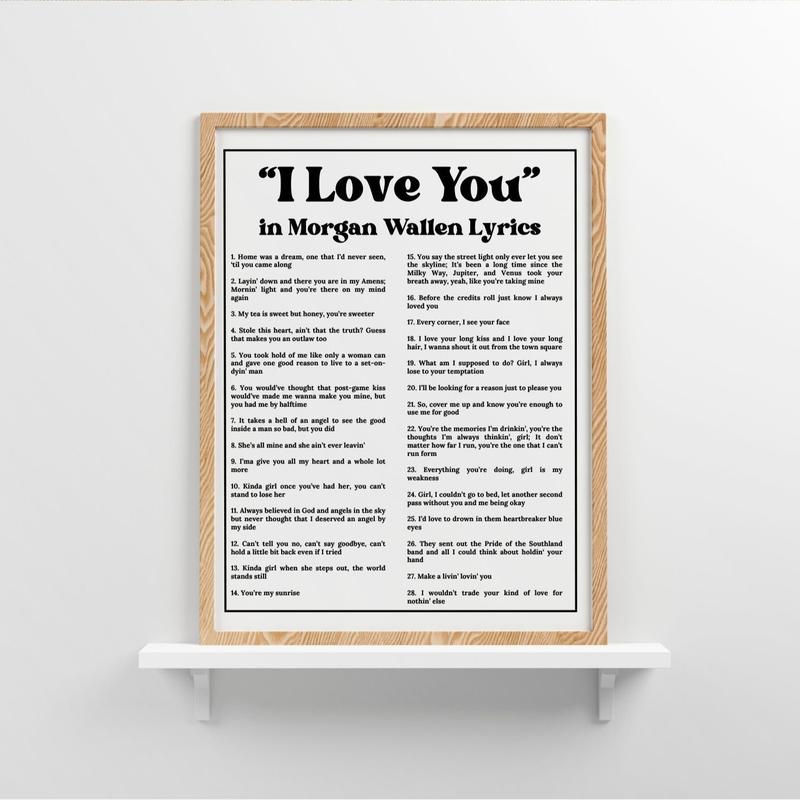 “I Love You”
in Morgan Wallen Lyrics
1. Home was a dream, one that I'd never seen,
'til you came along
2. Layin' down and there you are in my Amens;
Mornin' light and you're there on my mind
again
3. My tea is sweet but honey, you're sweeter
4. Stole this heart, ain't that the truth? Guess
that makes you an outlaw too
5. You took hold of me like only a woman can
and gave one good reason to live to a set-on-
dyin' man
6. You would've thought that post-game kiss
would've made me wanna make you mine, but
you had me by halftime
7. It takes a hell of an angel to see the good
inside a man so bad, but you did
8. She's all mine and she ain't ever leavin'
9. I'ma give you all my heart and a whole lot
more
10. Kinda girl once you've had her, you can't
stand to lose her
11. Always believed in God and angels in the sky
but never thought that I deserved an angel by
my side
12. Can't tell you no, can't say goodbye, can't
hold a little bit back even if I tried
13. Kinda girl when she steps out, the world
stands still
14. You're my sunrise
15. You say the street light only ever let you see
the skyline; It's been a long time since the
Milky Way, Jupiter, and Venus took your
breath away, yeah, like you're taking mine
16. Before the credits roll just know I always
loved you
17. Every corner, I see your face
18. I love your long kiss and I love your long
hair, I wanna shout it out from the town square
19. What am I supposed to do? Girl, I always
lose to your temptation
20. I'll be looking for a reason just to please you
21. So, cover me up and know you're enough to
use me for good
22. You're the memories I'm drinkin', you're the
thoughts I'm always thinkin', girl; It don't
matter how far I run, you're the one that I can't
run form
23. Everything you're doing, girl is my
weakness
24. Girl, I couldn't go to bed, let another second
pass without you and me being okay
25. I'd love to drown in them heartbreaker blue
eyes
26. They sent out the Pride of the Southland
band and all I could think about holdin' your
hand
27. Make a livin' lovin' you
28. I wouldn't trade your kind of love for
nothin' else